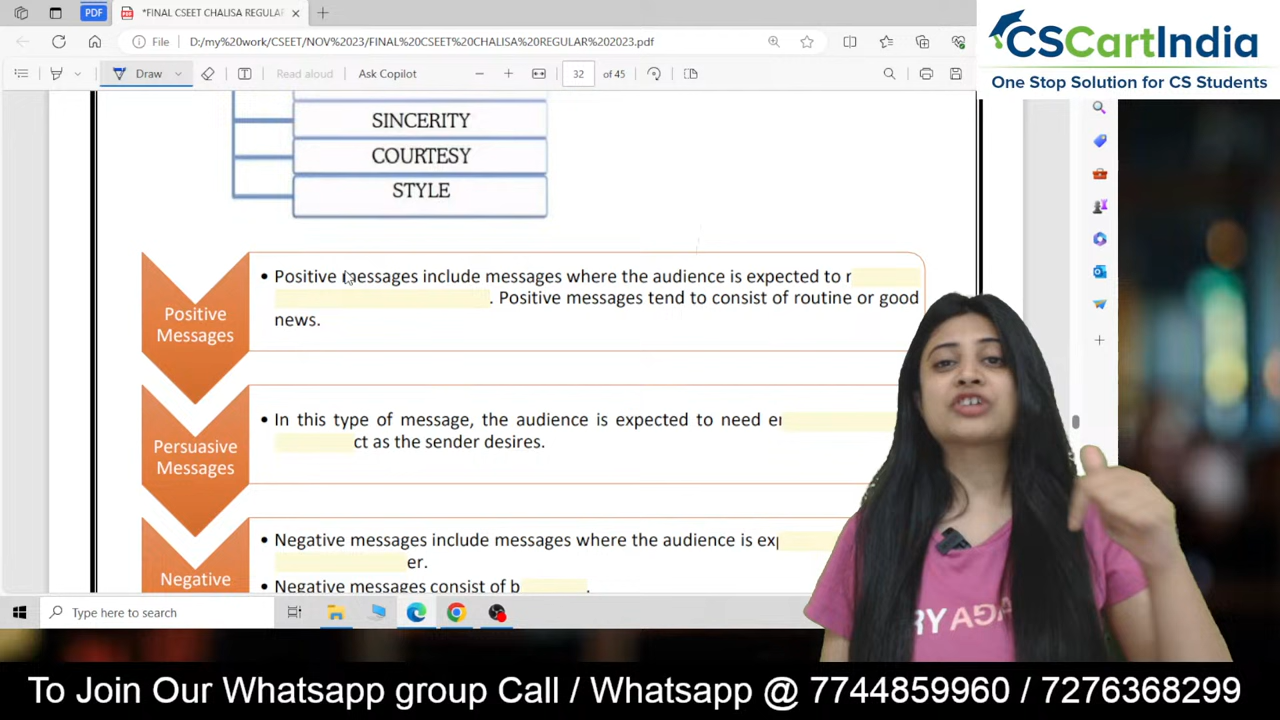 PDF
*FINAL CSEET CHALISA REGULAR
File
D:/my%20work/CSEET/NOV%2023/FINAL%20CSEET%20CHALISA%20REGULAR%202023.pdf
Draw
Read aloud
Ask Copilot
32
of 45
CSCartIndia
One Stop Solution for CS Students
SINCERITY
COURTESY
STYLE
Positive
Messages
• Positive messages include messages where the audience is expected to r
. Positive messages tend to consist of routine or good
news.
Persuasive
Messages
• In this type of message, the audience is expected to need er
ct as the sender desires.
Negative
• Negative messages include messages where the audience is exp
er.
• Negative messages consist of b .
Type here to search
To Join Our Whatsapp group Call / Whatsapp @ 7744859960 / 7276368299